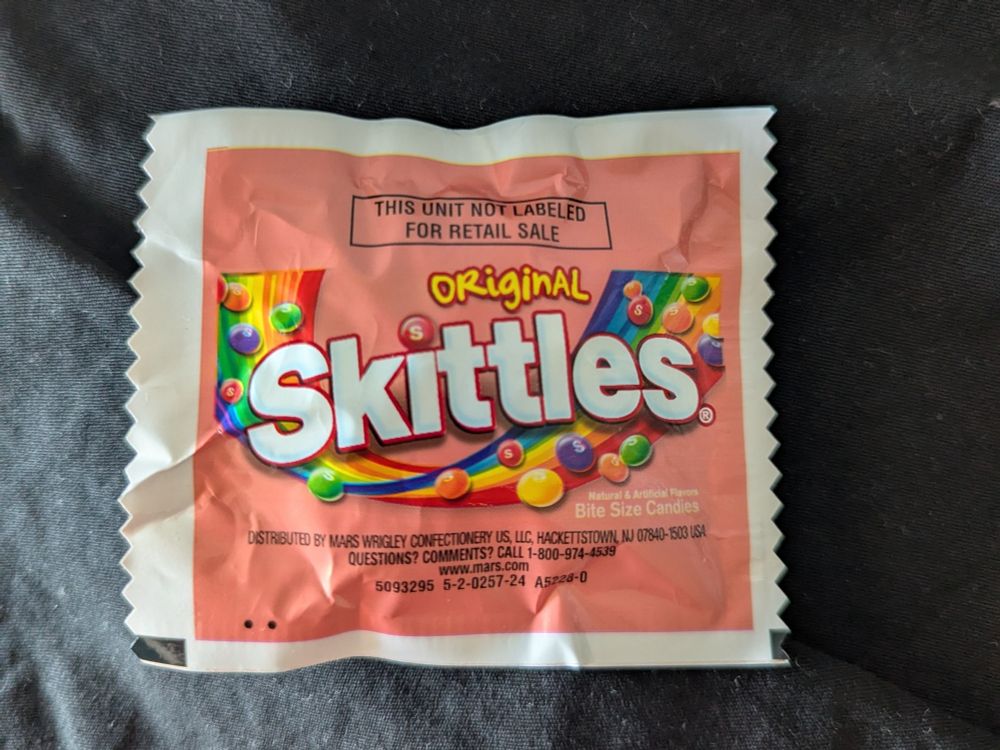 THIS UNIT NOT LABELED
FOR RETAIL SALE
ORiginAL
Skittles®
Natural & Artificial Flavors
Bite Size Candies
DISTRIBUTED BY MARS WRIGLEY CONFECTIONERY US, LLC, HACKETTSTOWN, NJ 07840-1503 USA
QUESTIONS? COMMENTS? CALL 1-800-974-4539
www.mars.com
5093295 5-2-0257-24 A5228-0